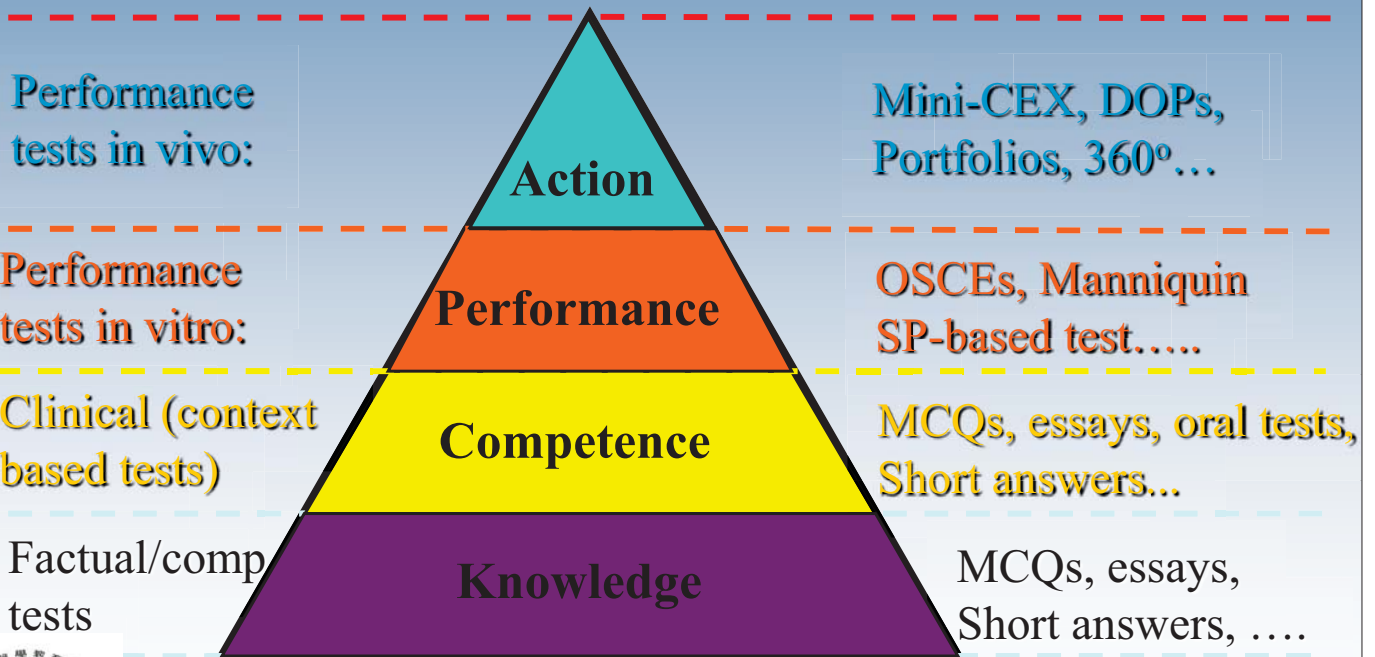 Performance
tests in vivo:
Action
Mini-CEX, DOPs,
Portfolios, 360º…
Performance
tests in vitro:
Performance
OSCEs, Manniquin
SP-based test…..
Clinical (context
based tests)
Competence
MCQs, essays, oral tests,
Short answers...
Factual/comp
tests
Knowledge
MCQs, essays,
Short answers, ….